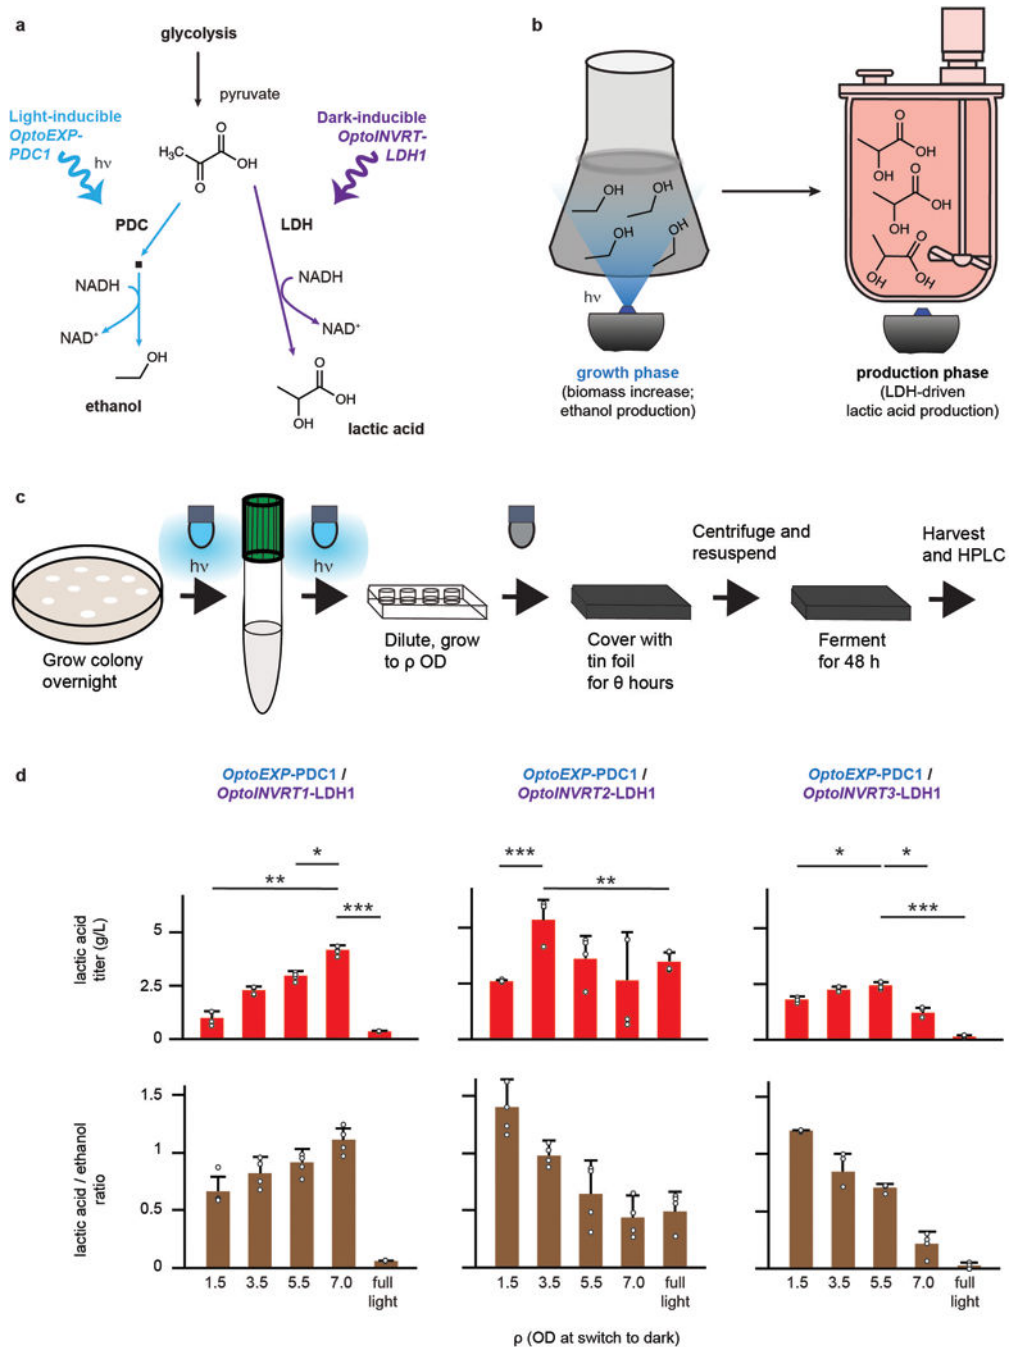 a
glycolysis
pyruvate
Light-inducible
OptoEXP-
PDC1
hν
Dark-inducible
OptoINVRT-
LDH1
H₃C
O
OH
O
PDC
LDH
NADH
NAD⁺
NADH
NAD⁺
OH
ethanol
O
OH
OH
lactic acid
b
OH
OH
OH
OH
hν
growth phase
(biomass increase;
ethanol production)
O
OH
OH
O
OH
OH
O
OH
OH
production phase
(LDH-driven
lactic acid production)
c
hν
hν
Grow colony
overnight
Dilute, grow
to ρ OD
Cover with
tin foil
for θ hours
Centrifuge and
resuspend
Ferment
for 48 h
Harvest
and HPLC
d
OptoEXP-PDC1 /
OptoINVRT1-LDH1
OptoEXP-PDC1 /
OptoINVRT2-LDH1
OptoEXP-PDC1 /
OptoINVRT3-LDH1
lactic acid
titer (g/L)
5
2.5
0
*
**
***
***
**
*
*
***
lactic acid / ethanol
ratio
1.5
1
0.5
0
1.5 3.5 5.5 7.0 full
light
1.5 3.5 5.5 7.0 full
light
1.5 3.5 5.5 7.0 full
light
ρ (OD at switch to dark)